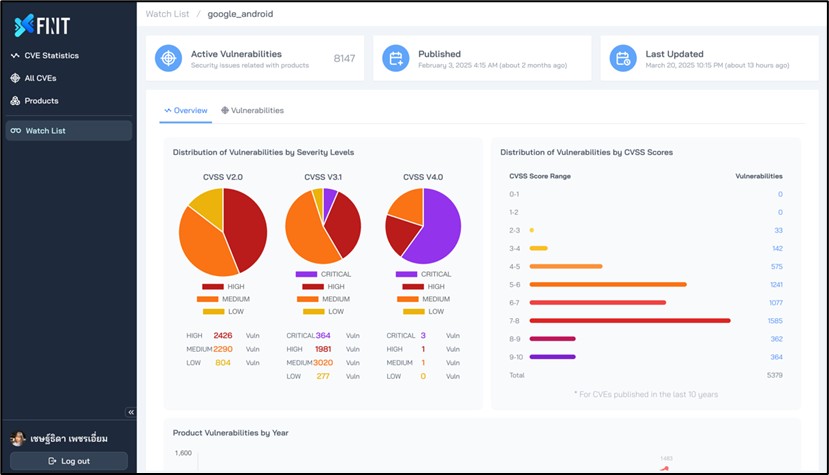 FIVIT
CVE Statistics
All CVEs
Products
Watch List
«
เชษฐ์ธิดา เพชรเอี่ยม
Log out
Watch List / google_android
Active Vulnerabilities
Security issues related with products
8147
Published
February 3, 2025 4:15 AM (about 2 months ago)
Last Updated
March 20, 2025 10:15 PM (about 13 hours ago)
Overview Vulnerabilities
Distribution of Vulnerabilities by Severity Levels
CVSS V2.0 CVSS V3.1 CVSS V4.0
HIGH
MEDIUM
LOW
CRITICAL
HIGH
MEDIUM
LOW
CRITICAL
HIGH
MEDIUM
LOW
HIGH 2426 Vuln
MEDIUM 2290 Vuln
LOW 804 Vuln
CRITICAL 364 Vuln
HIGH 1981 Vuln
MEDIUM 3020 Vuln
LOW 277 Vuln
CRITICAL 3 Vuln
HIGH 1 Vuln
MEDIUM 1 Vuln
LOW 0 Vuln
Distribution of Vulnerabilities by CVSS Scores
CVSS Score Range Vulnerabilities
0-1 0
1-2 0
2-3 33
3-4 142
4-5 575
5-6 1241
6-7 1077
7-8 1585
8-9 362
9-10 364
Total 5379
* For CVEs published in the last 10 years
Product Vulnerabilities by Year
1,600